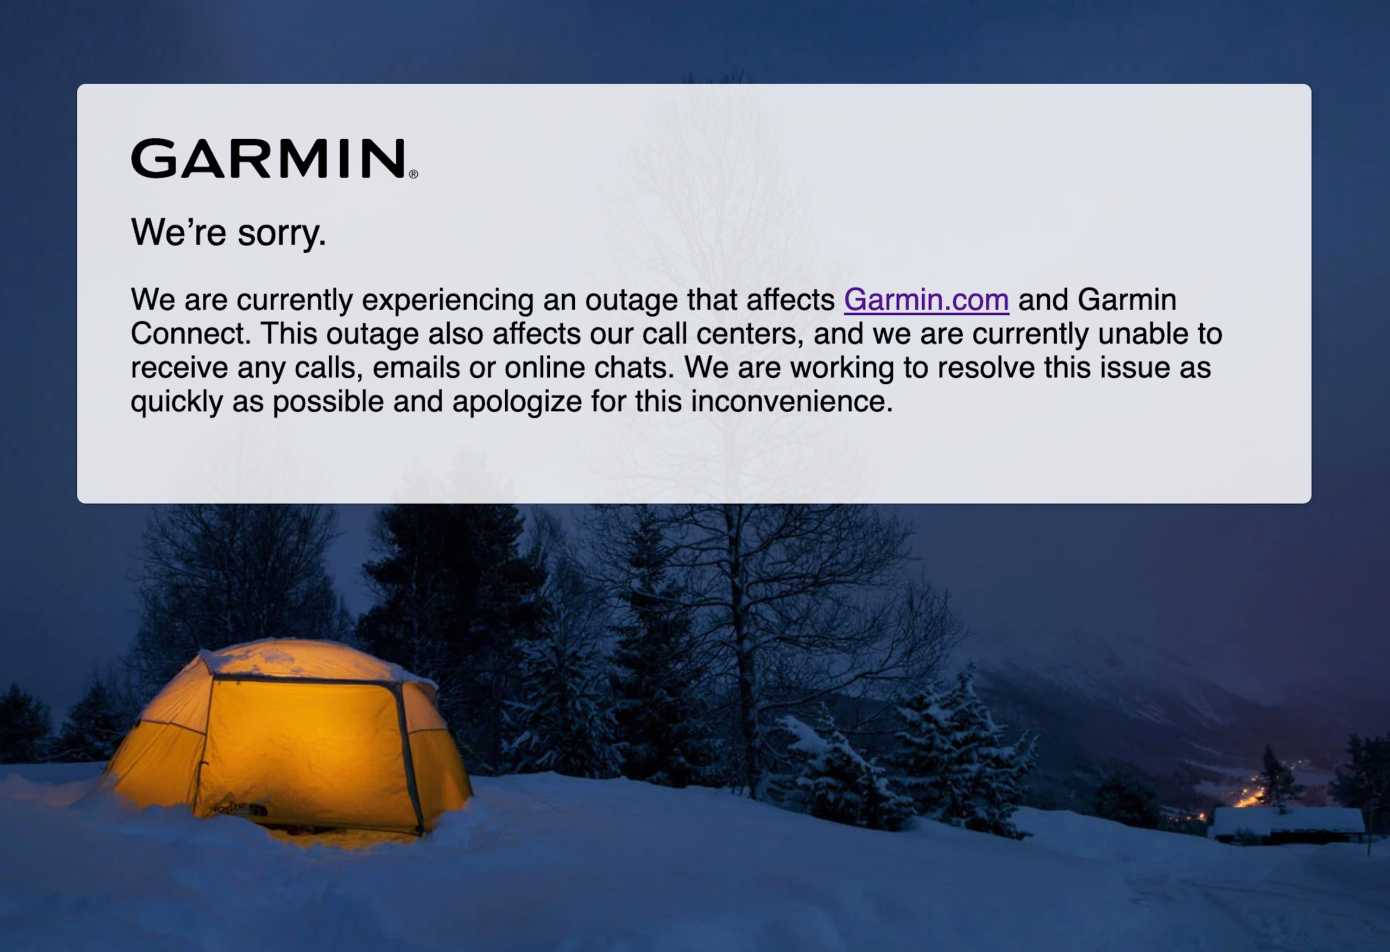 GARMIN®
We’re sorry.
We are currently experiencing an outage that affects Garmin.com and Garmin
Connect. This outage also affects our call centers, and we are currently unable to
receive any calls, emails or online chats. We are working to resolve this issue as
quickly as possible and apologize for this inconvenience.